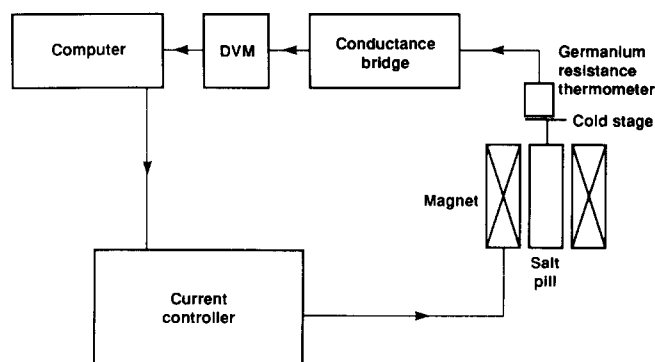 Computer
DVM
Conductance
bridge
Germanium
resistance
thermometer
Cold stage
Magnet
Salt
pill
Current
controller